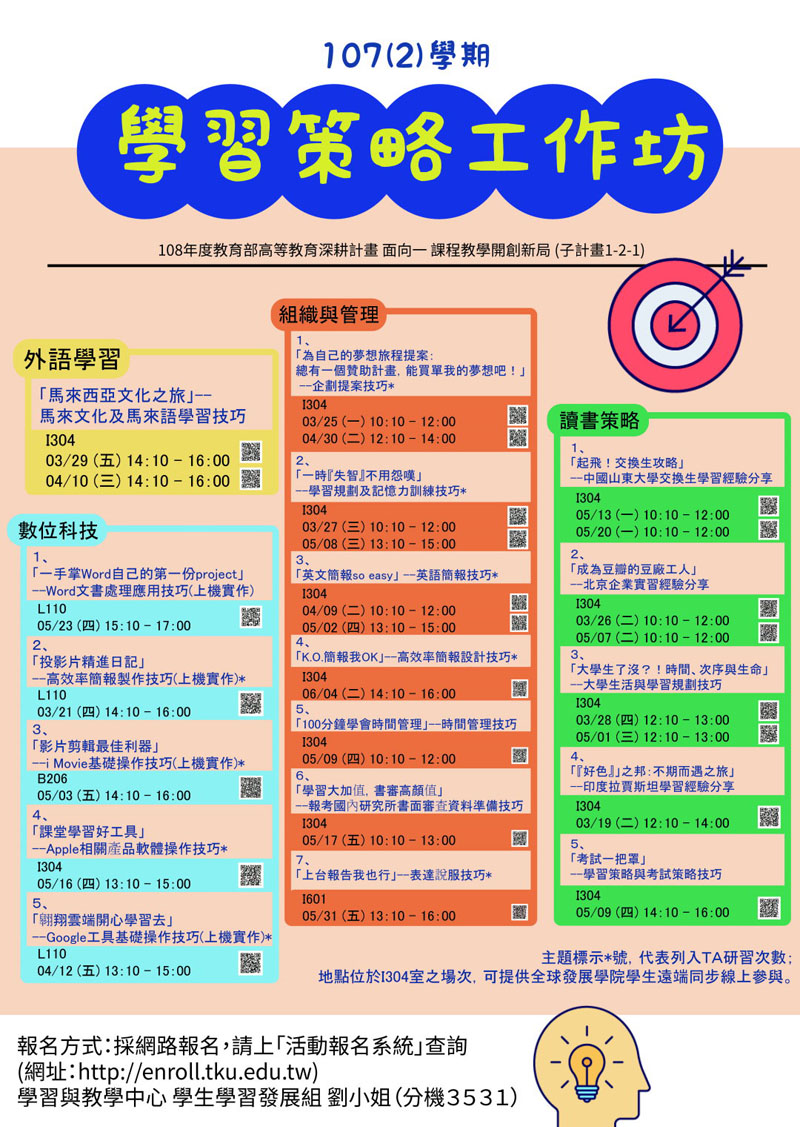 107(2)學期
學習策略工作坊
108年度教育部高等教育深耕計畫 面向一 課程教學開創新局 (子計畫1-2-1)
外語學習
「馬來西亞文化之旅」--
馬來文化及馬來語學習技巧
I304
03/29 (五) 14:10 - 16:00
04/10 (三) 14:10 - 16:00
數位科技
1、
「一手掌Word自己的第一份project」
--Word文書處理應用技巧(上機實作)
L110
05/23 (四) 15:10 - 17:00
2、
「投影片精進日記」
--高效率簡報製作技巧(上機實作)*
L110
03/21 (四) 14:10 - 16:00
3、
「影片剪輯最佳利器」
--i Movie基礎操作技巧(上機實作)*
B206
05/03 (五) 14:10 - 16:00
4、
「課堂學習好工具」
--Apple相關產品軟體操作技巧*
I304
05/16 (四) 13:10 - 15:00
5、
「翱翔雲端開心學習去」
--Google工具基礎操作技巧(上機實作)*
L110
04/12 (五) 13:10 - 15:00
組織與管理
1、
「為自己的夢想旅程提案:
總有一個贊助計畫, 能買單我的夢想吧！」
--企劃提案技巧*
I304
03/25 (一) 10:10 - 12:00
04/30 (二) 12:10 - 14:00
2、
「一時『失智』不用怨嘆」
--學習規劃及記憶力訓練技巧*
I304
03/27 (三) 10:10 - 12:00
05/08 (三) 13:10 - 15:00
3、
「英文簡報so easy」 --英語簡報技巧*
I304
04/09 (二) 10:10 - 12:00
05/02 (四) 13:10 - 15:00
4、
「K.O.簡報我OK」--高效率簡報設計技巧*
I304
06/04 (二) 14:10 - 16:00
5、
「100分鐘學會時間管理」--時間管理技巧
I304
05/09 (四) 10:10 - 12:00
6、
「學習大加值, 書審高顏值」
--報考國內研究所書面審查資料準備技巧
I304
05/17 (五) 10:10 - 13:00
7、
「上台報告我也行」--表達說服技巧*
I601
05/31 (五) 13:10 - 16:00
讀書策略
1、
「起飛！交換生攻略」
--中國山東大學交換生學習經驗分享
I304
05/13 (一) 10:10 - 12:00
05/20 (一) 10:10 - 12:00
2、
「成為豆瓣的豆廠工人」
--北京企業實習經驗分享
I304
03/26 (二) 10:10 - 12:00
05/07 (二) 10:10 - 12:00
3、
「大學生了沒？！時間、次序與生命」
--大學生活與學習規劃技巧
I304
03/28 (四) 12:10 - 13:00
05/01 (三) 12:10 - 13:00
4、
「『好色』之邦:不期而遇之旅」
--印度拉賈斯坦學習經驗分享
I304
03/19 (二) 12:10 - 14:00
5、
「考試一把罩」
--學習策略與考試策略技巧
I304
05/09 (四) 14:10 - 16:00
主題標示*號, 代表列入TA研習次數;
地點位於I304室之場次, 可提供全球發展學院學生遠端同步線上參與。
報名方式:採網路報名,請上「活動報名系統」查詢
(網址:http://enroll.tku.edu.tw)
學習與教學中心 學生學習發展組 劉小姐 (分機3531)